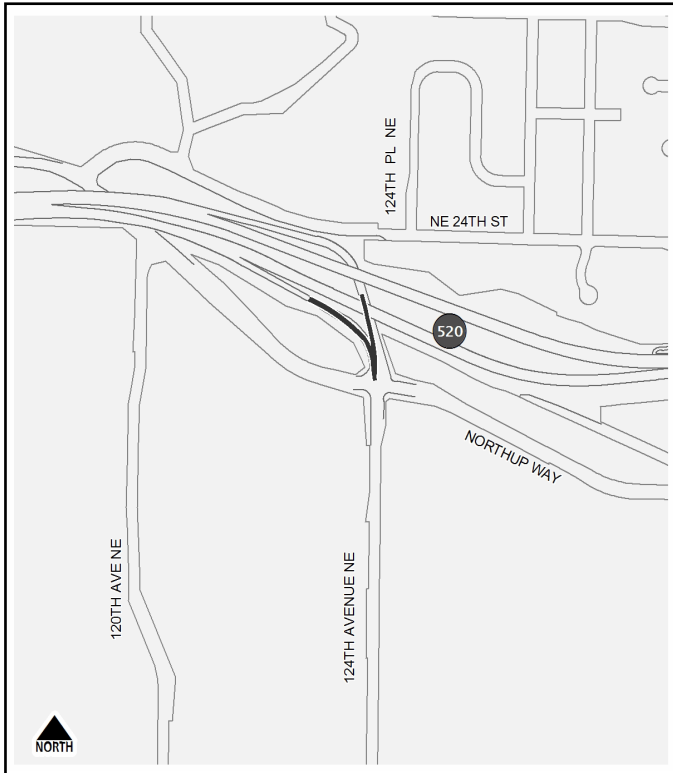 124TH PL NE
NE 24TH ST
520
NORTHUP WAY
120TH AVE NE
124TH AVENUE NE
NORTH